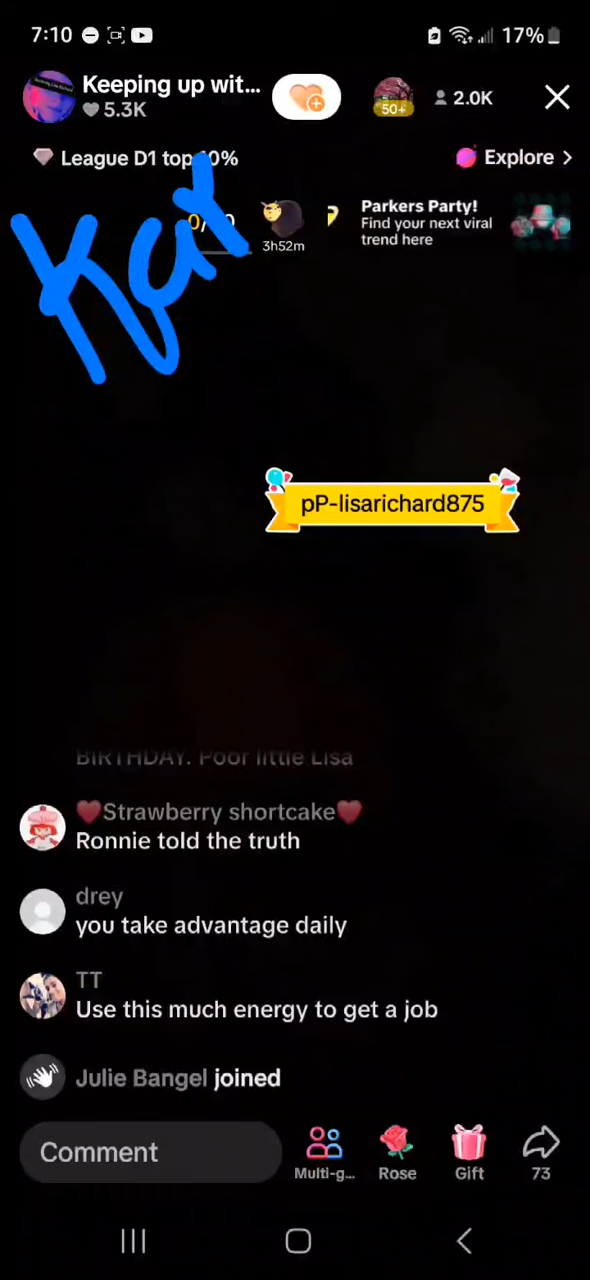 7:10 17%
Keeping up wit...
5.3K
50+
2.0K
League D1 top 10%
Explore >
Kar
3h52m
Parkers Party!
Find your next viral
trend here
pP-lisarichard875
BIRTHDAY. Poor little Lisa
❤️Strawberry shortcake❤️
Ronnie told the truth
drey
you take advantage daily
TT
Use this much energy to get a job
Julie Bangel joined
Comment
Multi-g...
Rose
Gift
73